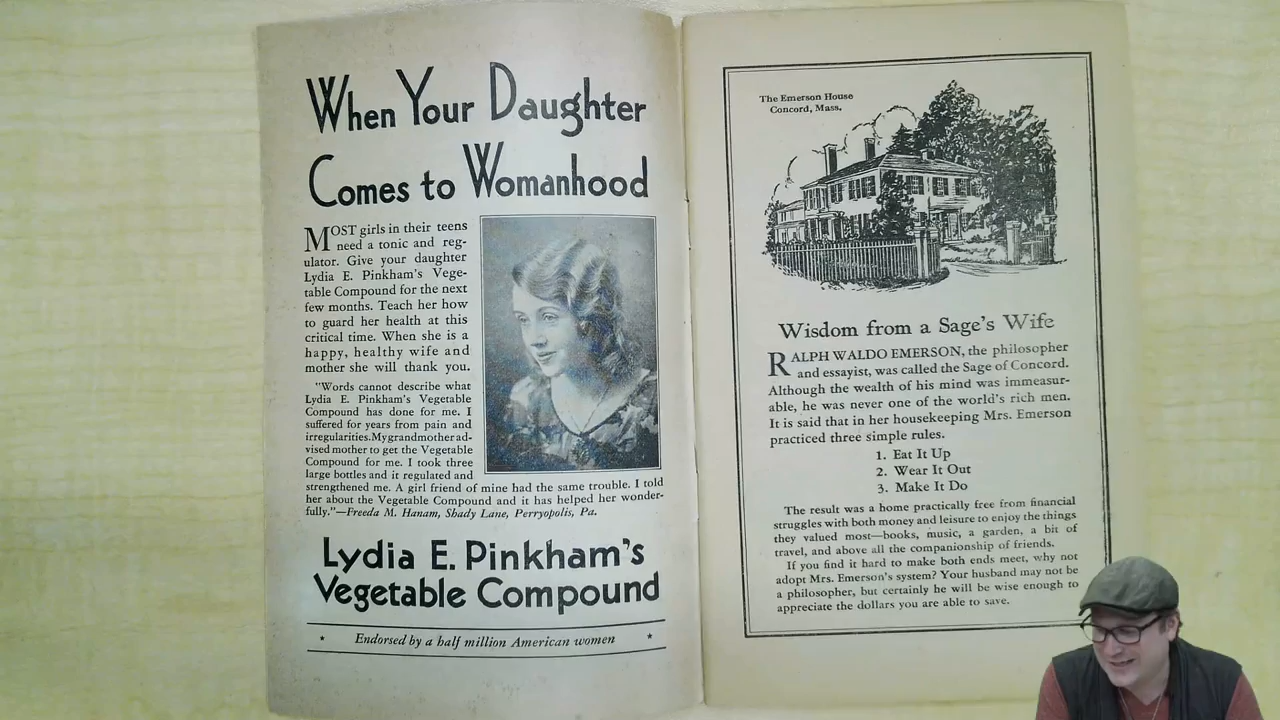 When Your Daughter
Comes to Womanhood
MOST girls in their teens
need a tonic and reg-
ulator. Give your daughter
Lydia E. Pinkham's Vege-
table Compound for the next
few months. Teach her how
to guard her health at this
critical time. When she is a
happy, healthy wife and
mother she will thank you.
"Words cannot describe what
Lydia E. Pinkham's Vegetable
Compound has done for me. I
suffered for years from pain and
irregularities. My grandmother ad-
vised mother to get the Vegetable
Compound for me. I took three
large bottles and it regulated and
strengthened me. A girl friend of mine had the same trouble. I told
her about the Vegetable Compound and it has helped her wonder-
fully."—Freeda M. Hanam, Shady Lane, Perryopolis, Pa.
Lydia E. Pinkham's
Vegetable Compound
* Endorsed by a half million American women *
The Emerson House
Concord, Mass.
Wisdom from a Sage's Wife
RALPH WALDO EMERSON, the philosopher
and essayist, was called the Sage of Concord.
Although the wealth of his mind was immeasur-
able, he was never one of the world's rich men.
It is said that in her housekeeping Mrs. Emerson
practiced three simple rules.
1. Eat It Up
2. Wear It Out
3. Make It Do
The result was a home practically free from financial
struggles with both money and leisure to enjoy the things
they valued most—books, music, a garden, a bit of
travel, and above all the companionship of friends.
If you find it hard to make both ends meet, why not
adopt Mrs. Emerson's system? Your husband may not be
a philosopher, but certainly he will be wise enough to
appreciate the dollars you are able to save.